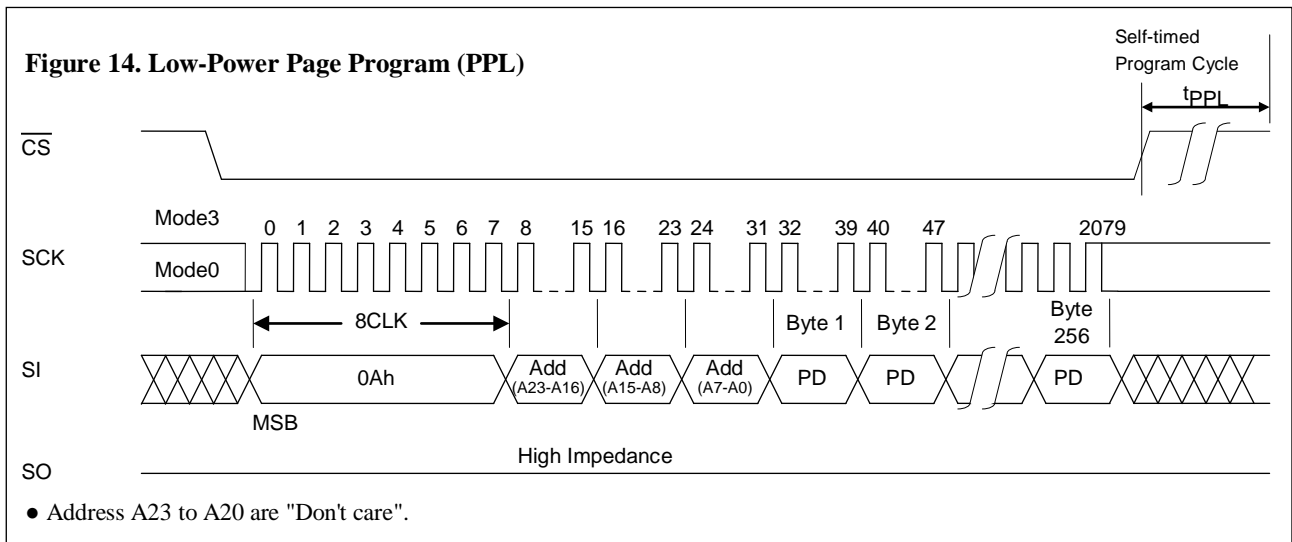 Self-timed
Program Cycle
Figure 14. Low-Power Page Program (PPL)
tPPL
CS
Mode3
0 1 2 3 4 5 6 7 8 15 16 23 24 31 32 39 40 47 2079
SCK
Mode0
8CLK Byte 1 Byte 2 Byte 256
SI
0Ah Add (A23-A16) Add (A15-A8) Add (A7-A0) PD PD PD
MSB
High Impedance
SO
● Address A23 to A20 are "Don't care".